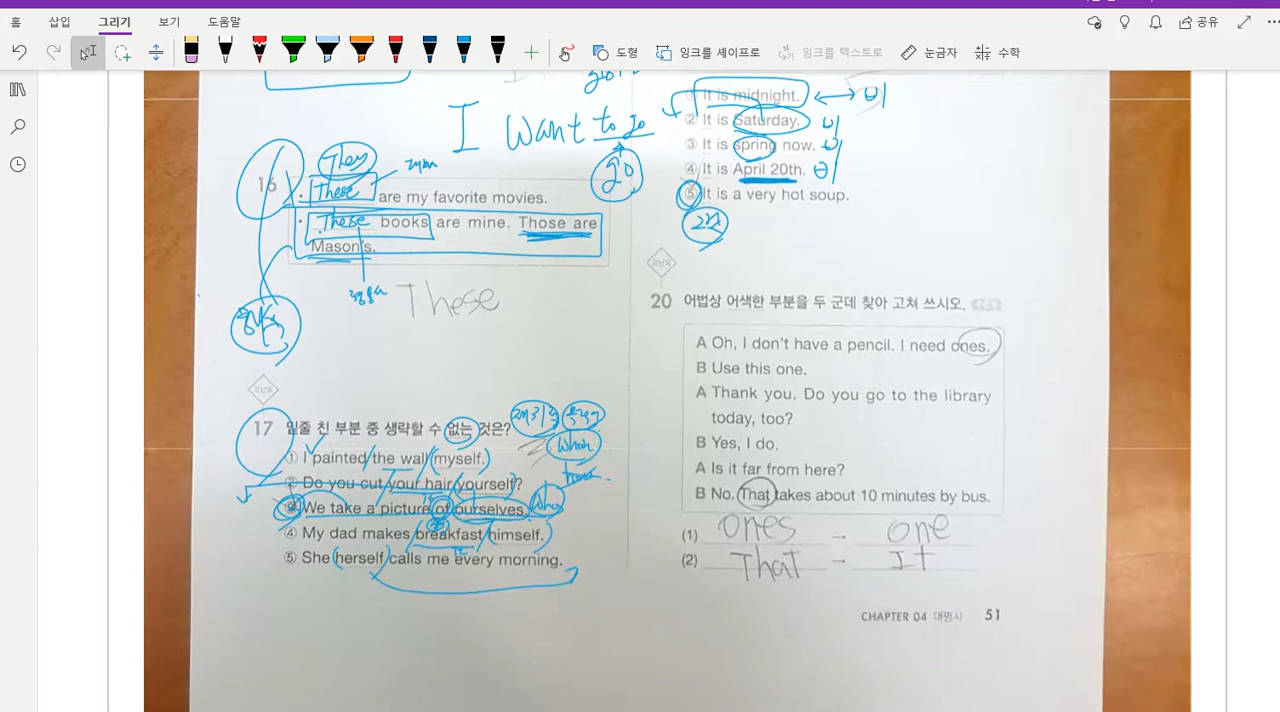 홈 삽입 그리기 보기 도움말
공유
도형 잉크를 셰이프로 잉크를 텍스트로 눈금자 수학
I want to go
go
16
They
These are my favorite movies.
These books are mine. Those are
Mason's.
These
17 밑줄 친 부분 중 생략할 수 없는 것은?
① I painted the wall myself.
② Do you cut your hair yourself?
③ We take a picture of ourselves.
④ My dad makes breakfast himself.
⑤ She herself calls me every morning.
① It is midnight.
② It is Saturday.
③ It is spring now.
④ It is April 20th.
⑤ It is a very hot soup.
20 어법상 어색한 부분을 두 군데 찾아 고쳐 쓰시오.
A Oh, I don't have a pencil. I need ones.
B Use this one.
A Thank you. Do you go to the library
today, too?
B Yes, I do.
A Is it far from here?
B No. That takes about 10 minutes by bus.
(1) ones → one
(2) That → It
CHAPTER 04 대명사 51